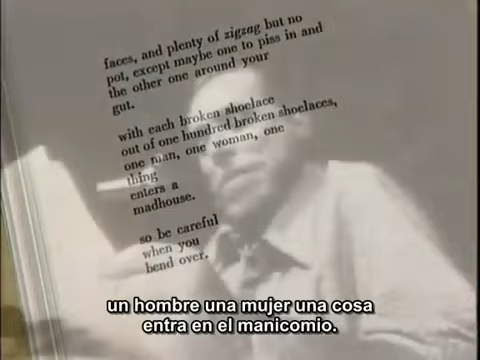 faces, and plenty of zigzag but no
pot, except maybe one to piss in and
the other one around your
gut.
with each broken shoelace
out of one hundred broken shoelaces,
one man, one woman, one
thing
enters a
madhouse.
so be careful
when you
bend over.
un hombre una mujer una cosa
entra en el manicomio.